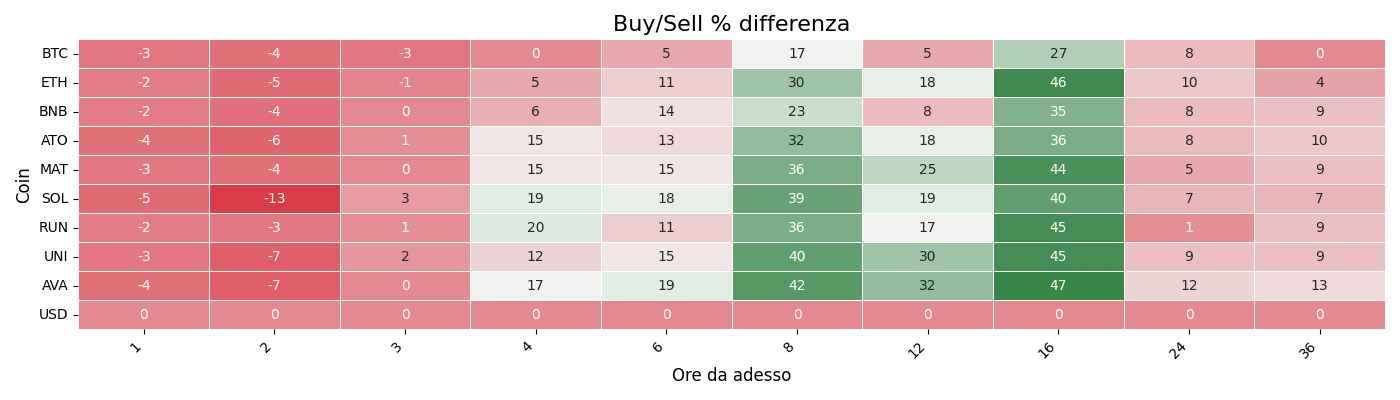 Buy/Sell % differenza
Coin
BTC -3 -4 -3 0 5 17 5 27 8 0
ETH -2 -5 -1 5 11 30 18 46 10 4
BNB -2 -4 0 6 14 23 8 35 8 9
ATO -4 -6 1 15 13 32 18 36 8 10
MAT -3 -4 0 15 15 36 25 44 5 9
SOL -5 -13 3 19 18 39 19 40 7 7
RUN -2 -3 1 20 11 36 17 45 1 9
UNI -3 -7 2 12 15 40 30 45 9 9
AVA -4 -7 0 17 19 42 32 47 12 13
USD 0 0 0 0 0 0 0 0 0 0
1 2 3 4 6 8 12 16 24 36
Ore da adesso